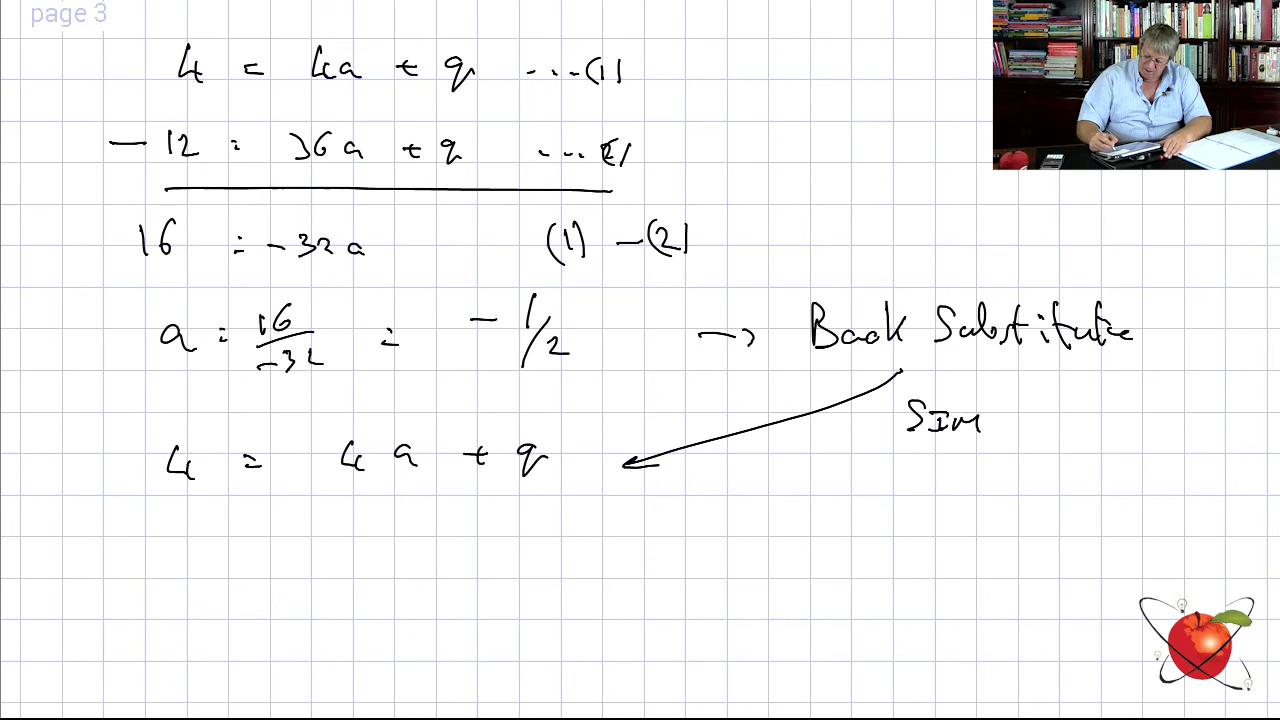 page 3
4 = 4a + q ...(1)
-12 = 36a + q ...(2)
16 = -32a (1) - (2)
a = 16/-32 = -1/2 → Back Substitute
SIM
4 = 4a + q